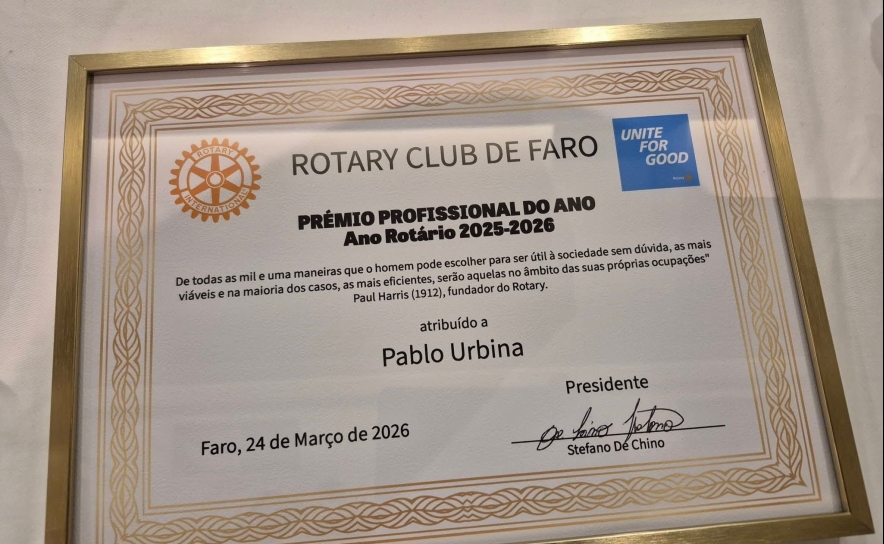 ROTARY
INTERNATIONAL
ROTARY CLUB DE FARO
UNITE
FOR
GOOD
PRÉMIO PROFISSIONAL DO ANO
Ano Rotário 2025-2026
De todas as mil e uma maneiras que o homem pode escolher para ser útil à sociedade sem dúvida, as mais
viáveis e na maioria dos casos, as mais eficientes, serão aquelas no âmbito das suas próprias ocupações"
Paul Harris (1912), fundador do Rotary.
atribuído a
Pablo Urbina
Presidente
Faro, 24 de Março de 2026
Stefano De Chino